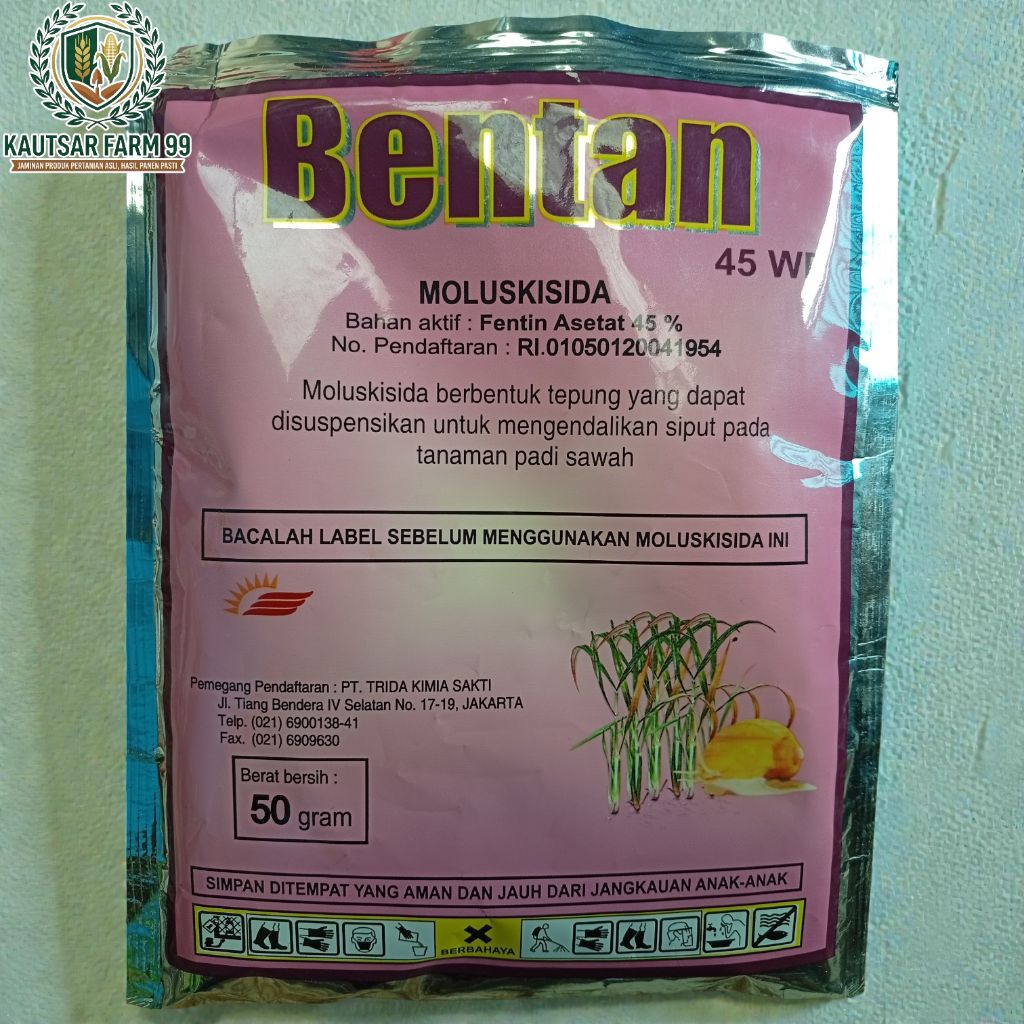 KAUTSAR FARM 99
JAMINAN PRODUK PERTANIAN ASLI, HASIL PANEN PASTI
Bentan
45
MOLUSKISIDA
Bahan aktif : Fentin Asetat 45 %
No. Pendaftaran : RI.01050120041954
Moluskisida berbentuk tepung yang dapat
disuspensikan untuk mengendalikan siput pada
tanaman padi sawah
BACALAH LABEL SEBELUM MENGGUNAKAN MOLUSKISIDA INI
Pemegang Pendaftaran : PT. TRIDA KIMIA SAKTI
Jl. Tiang Bendera IV Selatan No. 17-19, JAKARTA
Telp. (021) 6900138-41
Fax. (021) 6909630
Berat bersih :
50 gram
SIMPAN DITEMPAT YANG AMAN DAN JAUH DARI JANGKAUAN ANAK-ANAK
BERBAHAYA